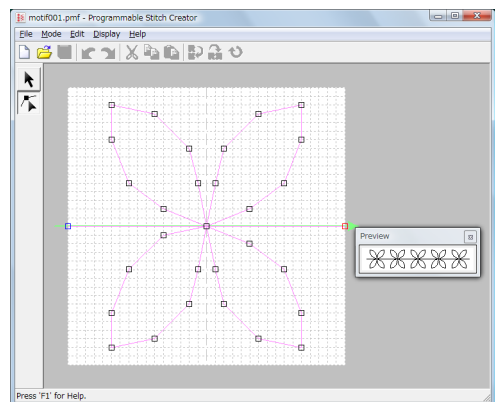 motif001.pmf - Programmable Stitch Creator
File Mode Edit Display Help
Preview
Press 'F1' for Help.